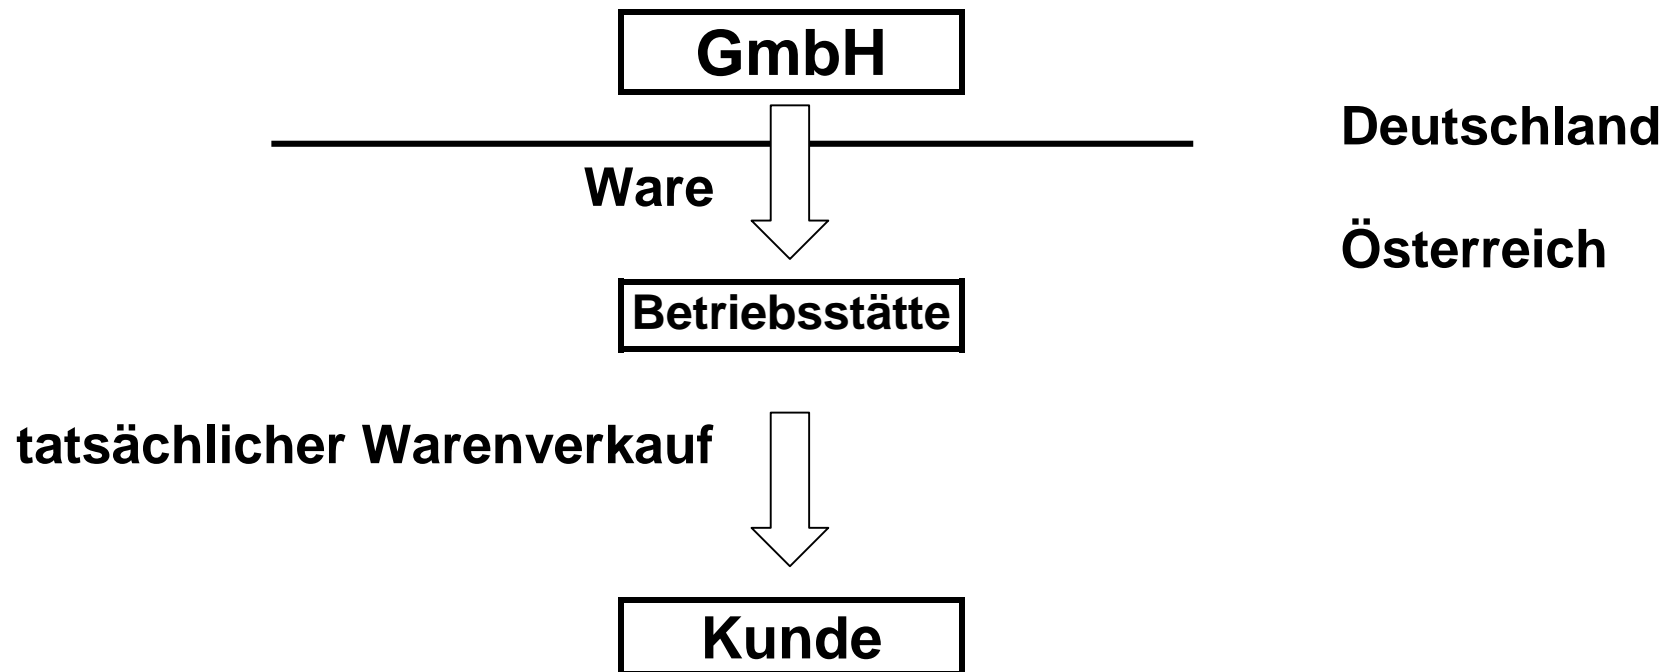 GmbH
Deutschland
Ware
Österreich
Betriebsstätte
tatsächlicher Warenverkauf
Kunde